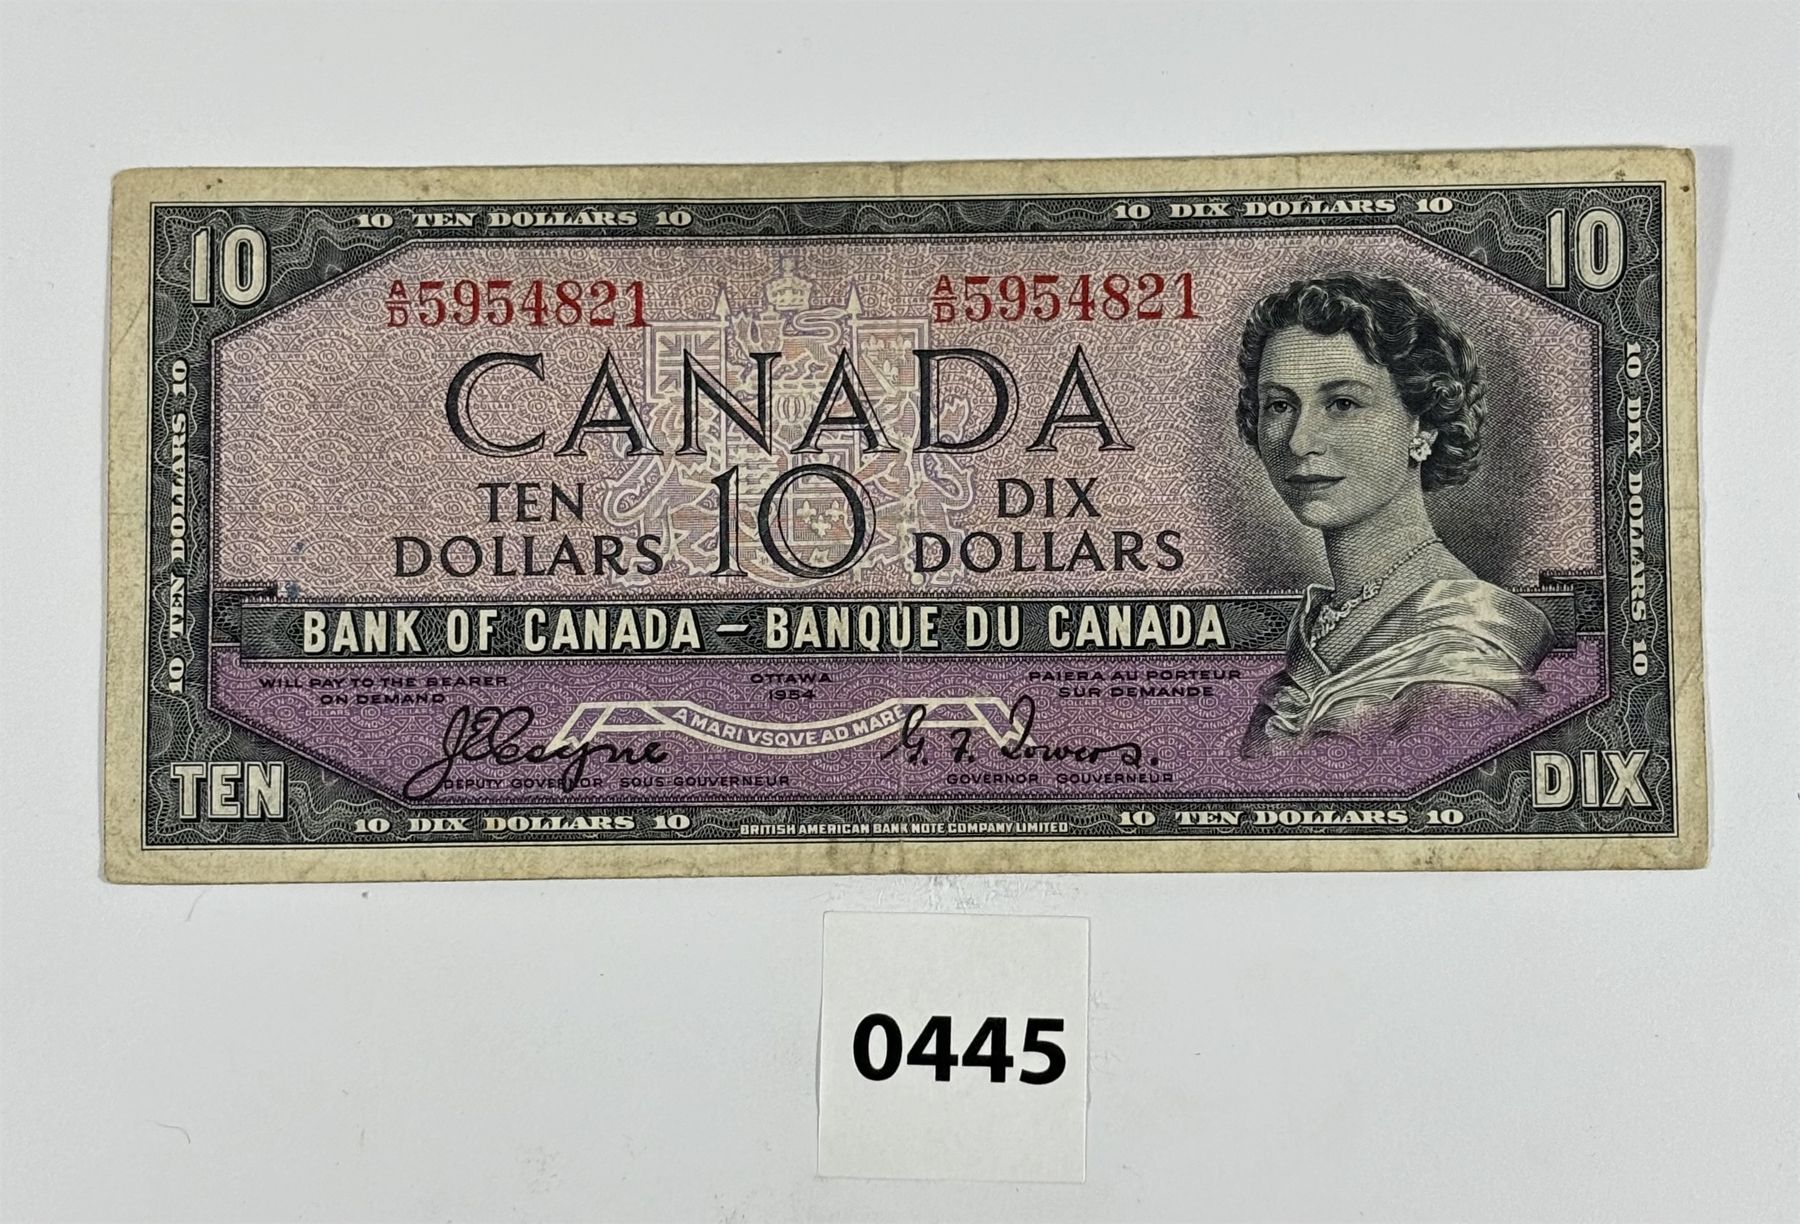 10 TEN DOLLARS 10
10 DIX DOLLARS 10
10
10
A/D 5954821
A/D 5954821
CANADA
TEN
DOLLARS
10
DIX
DOLLARS
10 TEN DOLLARS 10
10 DIX DOLLARS 10
BANK OF CANADA – BANQUE DU CANADA
WILL PAY TO THE BEARER
ON DEMAND
OTTAWA
1954
PAIERA AU PORTEUR
SUR DEMANDE
A MARI VSQVE AD MARE
J E Coyne
G. F. Towers.
DEPUTY GOVERNOR SOUS-GOUVERNEUR
GOVERNOR GOUVERNEUR
TEN
DIX
10 DIX DOLLARS 10
BRITISH AMERICAN BANK NOTE COMPANY LIMITED
10 TEN DOLLARS 10
0445